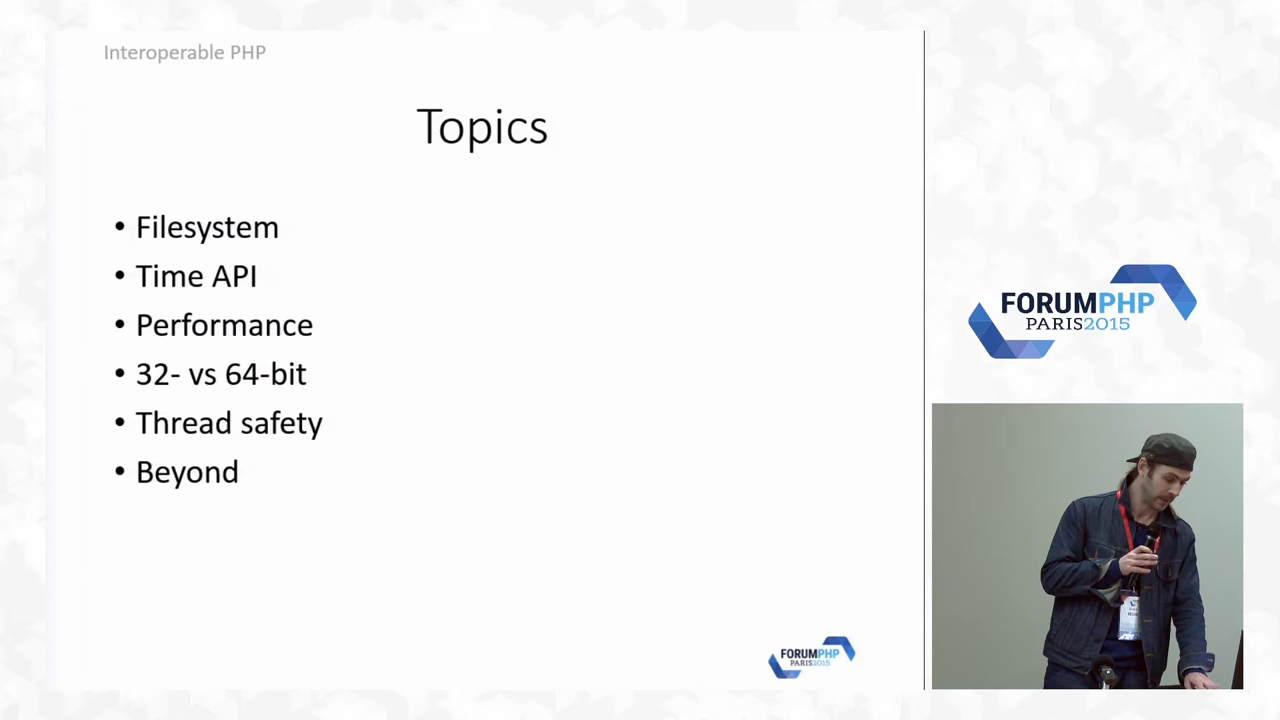 Interoperable PHP
Topics
• Filesystem
• Time API
• Performance
• 32- vs 64-bit
• Thread safety
• Beyond
FORUMPHP
PARIS2015
FORUMPHP
PARIS2015